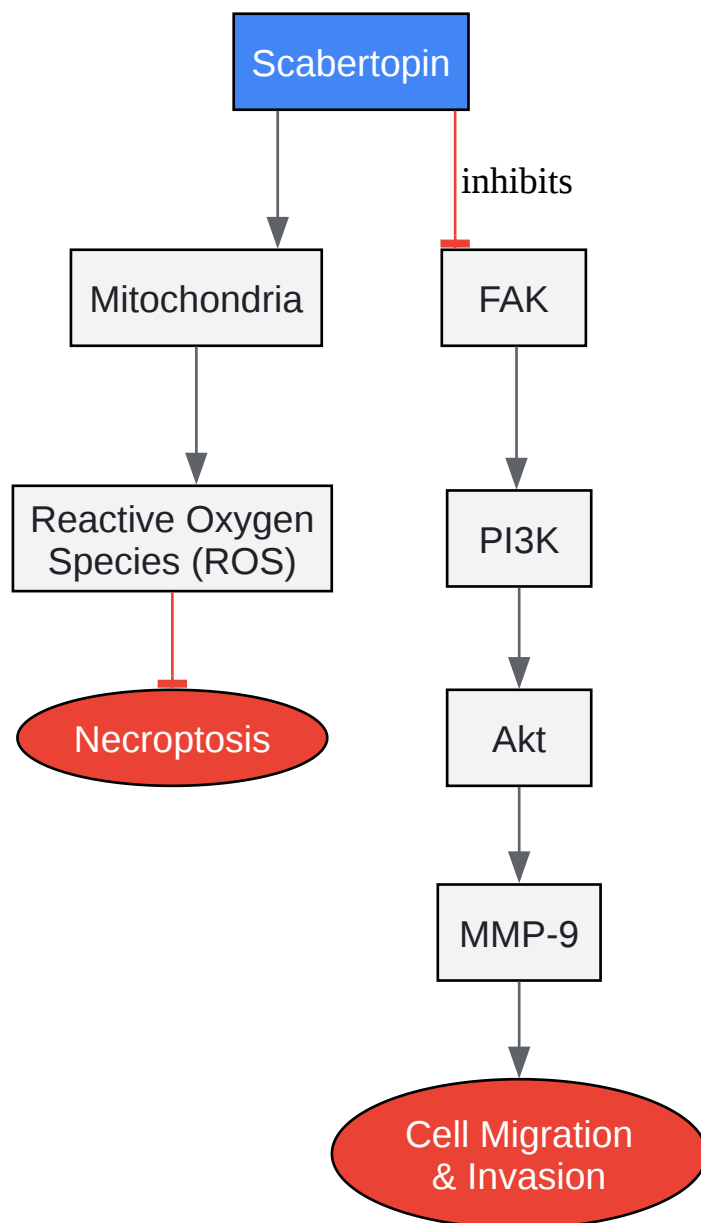 Scabertopin
inhibits
Mitochondria
FAK
Reactive Oxygen
Species (ROS)
PI3K
Necroptosis
Akt
MMP-9
Cell Migration
& Invasion